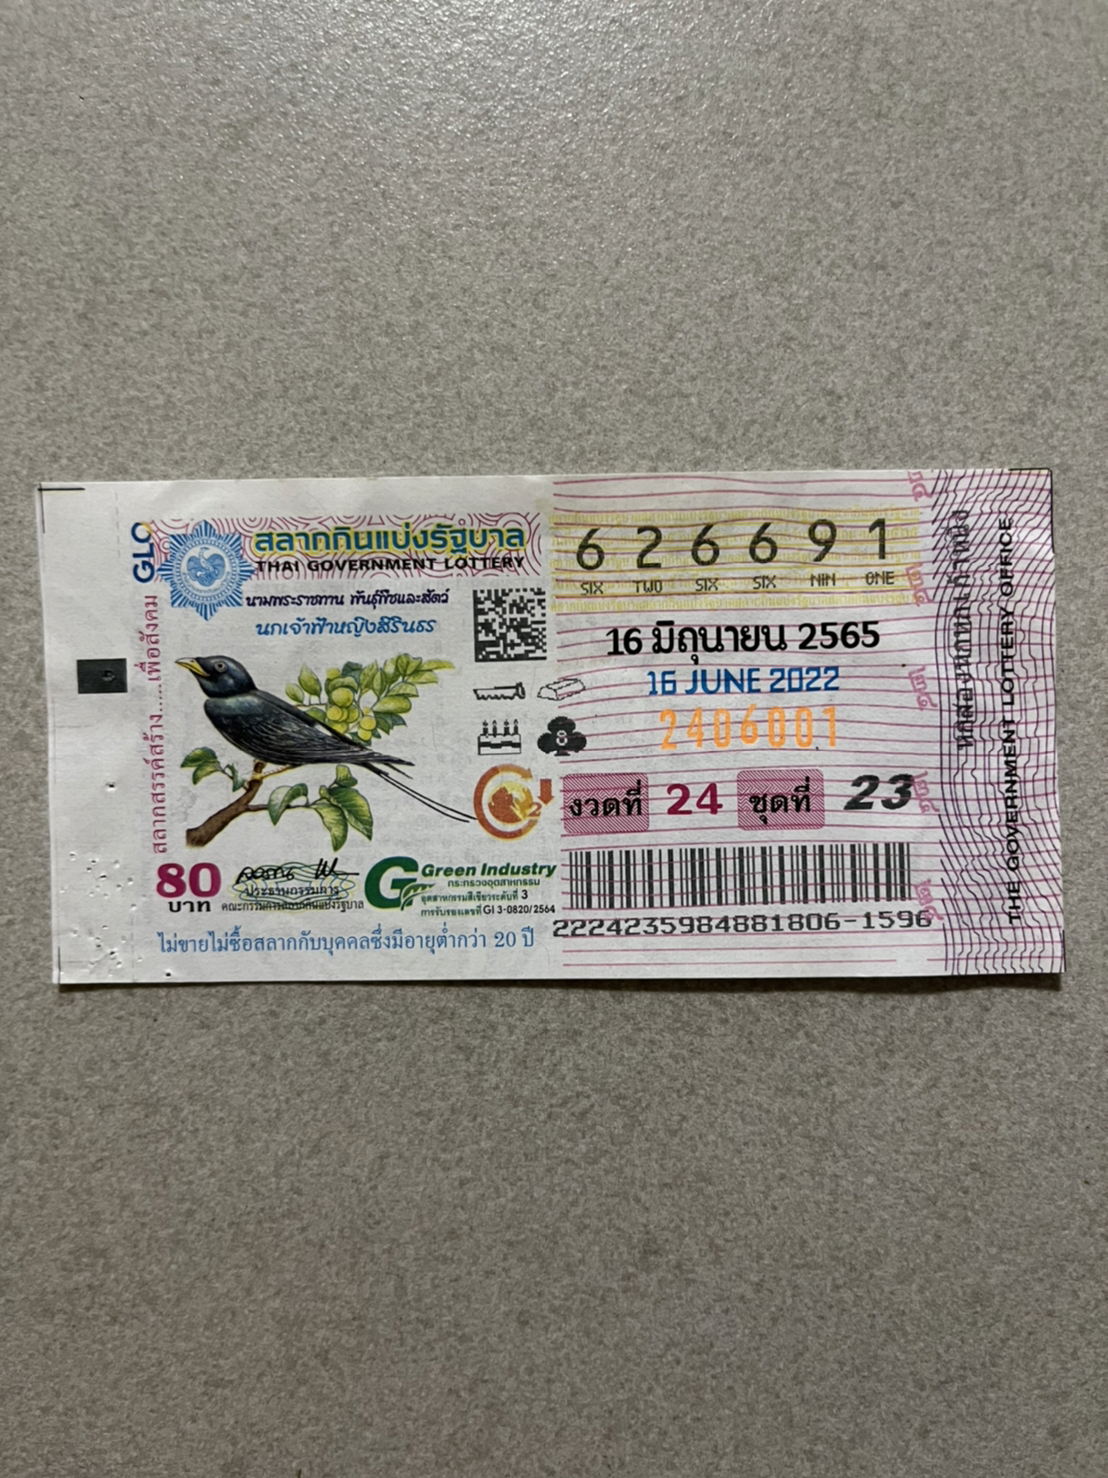 GLO
สลากกินแบ่งรัฐบาล
THAI GOVERNMENT LOTTERY
นามพระราชทาน พันธุ์พืชและสัตว์
นกเจ้าฟ้าหญิงสิรินธร
สลากสรรค์สร้าง.....เพื่อสังคม
80
บาท
ประธานกรรมการ
คณะกรรมการสลากกินแบ่งรัฐบาล
Green Industry
กระทรวงอุตสาหกรรม
อุตสาหกรรมสีเขียวระดับที่ 3
การรับรองเลขที่ GI 3-0820/2564
ไม่ขายไม่ซื้อสลากกับบุคคลซึ่งมีอายุต่ำกว่า 20 ปี
6 2 6 6 9 1
SIX TWO SIX SIX NIN ONE
16 มิถุนายน 2565
16 JUNE 2022
2406001
งวดที่ 24 ชุดที่ 23
2224235984881806-1596
THE GOVERNMENT LOTTERY OFFICE